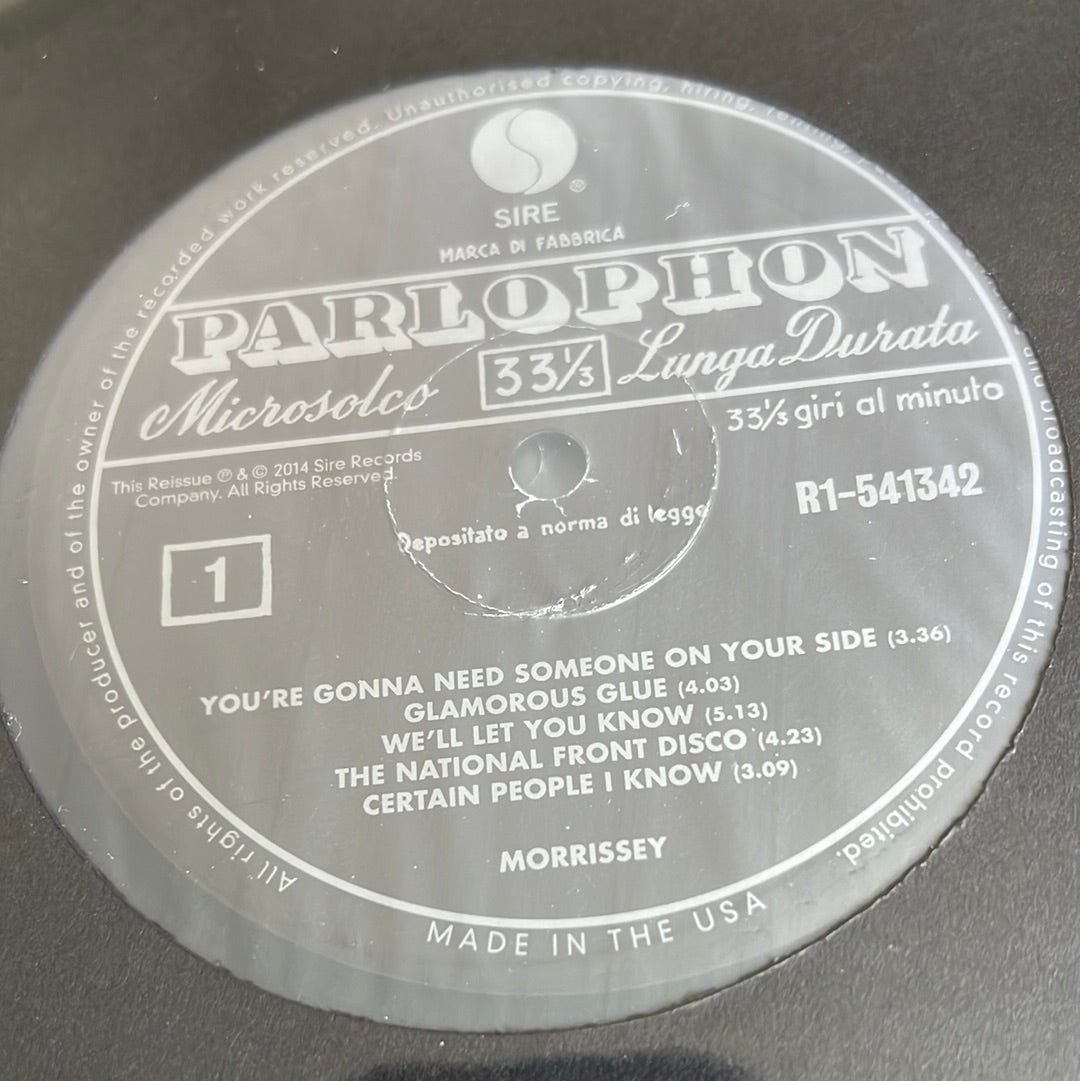 SIRE
®
MARCA DI FABBRICA
PARLOPHON
Microsolco 33⅓ Lunga Durata
33⅓ giri al minuto
This Reissue ℗ & © 2014 Sire Records
Company. All Rights Reserved.
R1-541342
Depositato a norma di legge
1
YOU'RE GONNA NEED SOMEONE ON YOUR SIDE (3.36)
GLAMOROUS GLUE (4.03)
WE'LL LET YOU KNOW (5.13)
THE NATIONAL FRONT DISCO (4.23)
CERTAIN PEOPLE I KNOW (3.09)
MORRISSEY
All rights of the producer and of the owner of the recorded work reserved. Unauthorised copying, hiring, broadcasting of this record prohibited.
MADE IN THE USA